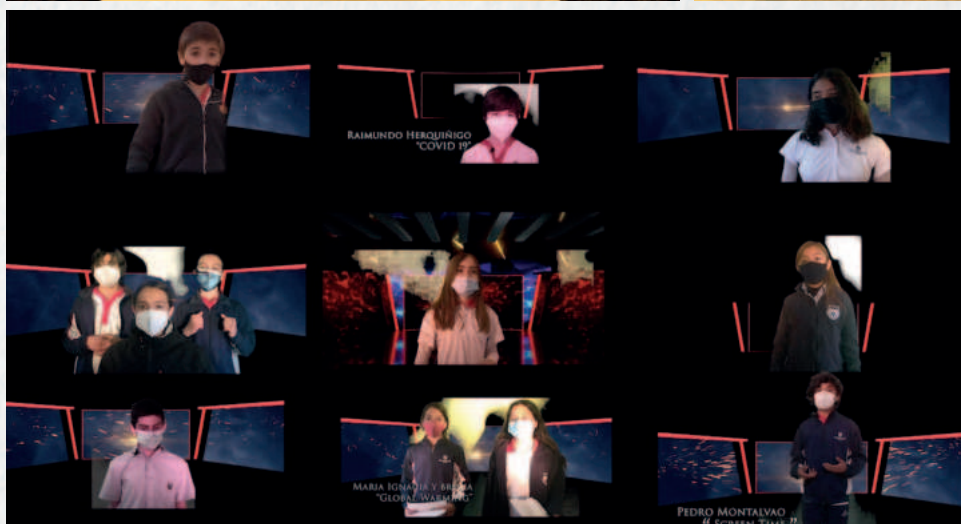 RAIMUNDO HERQUIÑIGO
"COVID 19"
MARIA IGNACIA Y
"GLOBAL WARMING"
PEDRO MONTALVAO
“ SCREEN TIME ”